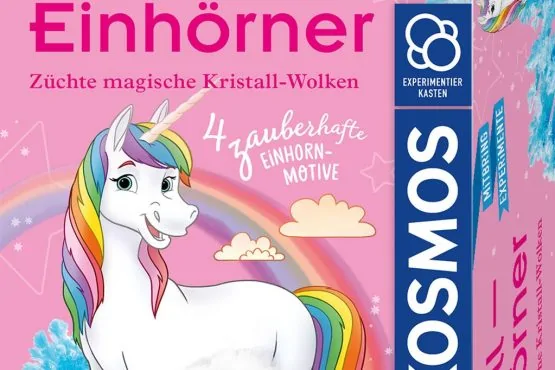 Einhörner
Züchte magische Kristall-Wolken
4 zauberhafte
EINHORN-
MOTIVE
EXPERIMENTIER
KASTEN
KOSMOS
MITBRING
EXPERIMENTE